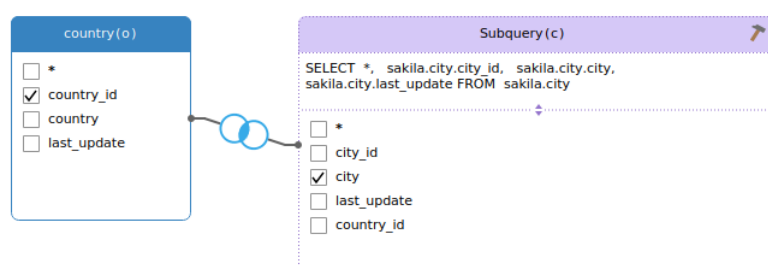 country(o)
*
country_id
country
last_update
Subquery(c)
SELECT *, sakila.city.city_id, sakila.city.city,
sakila.city.last_update FROM sakila.city
*
city_id
city
last_update
country_id